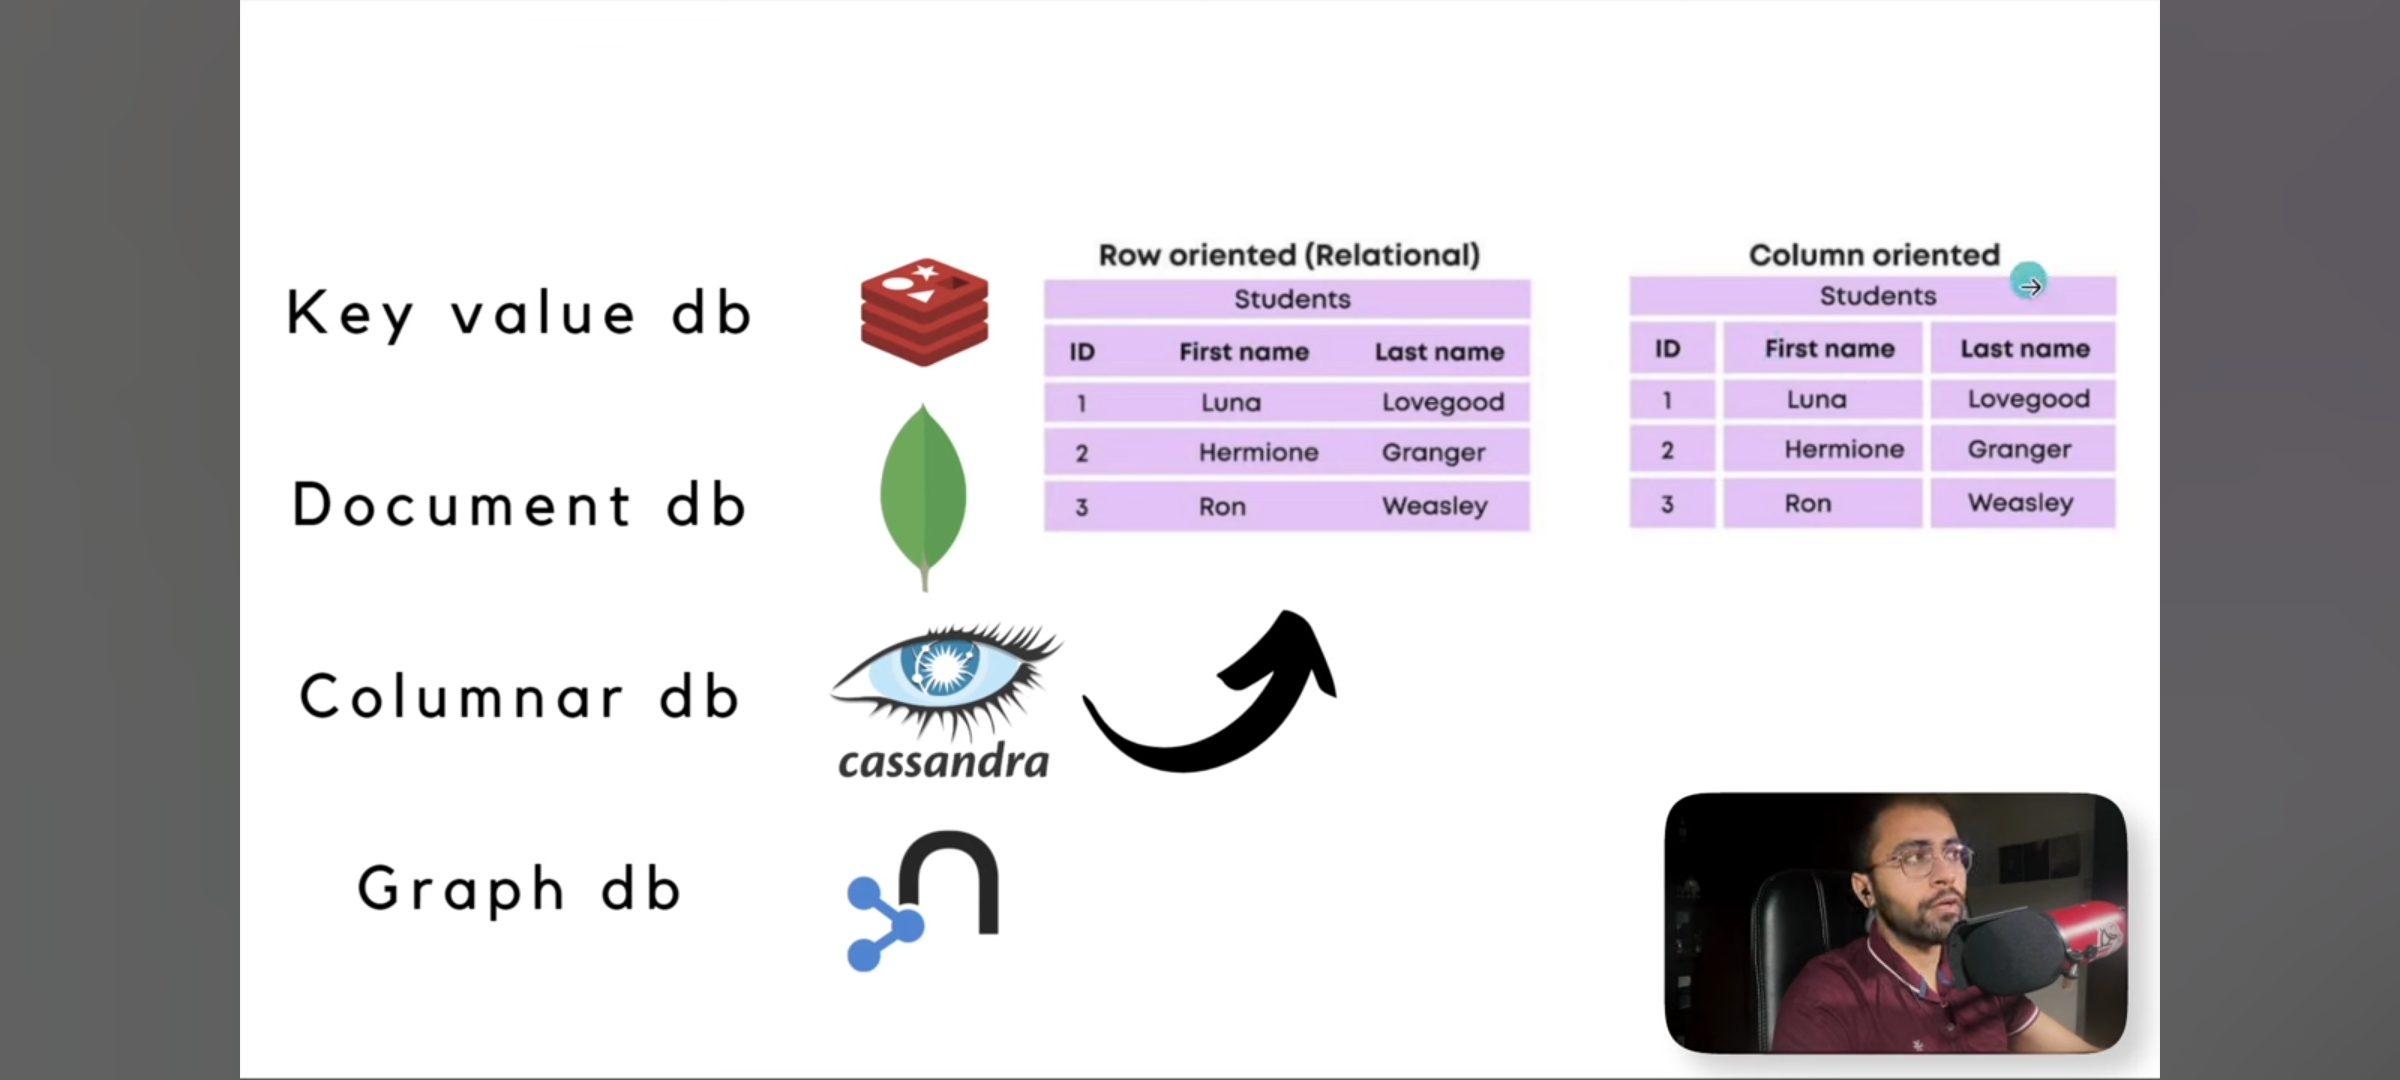 Key value db
Document db
Columnar db
cassandra
Graph db
Row oriented (Relational)
Students
ID First name Last name
1 Luna Lovegood
2 Hermione Granger
3 Ron Weasley
Column oriented
Students
ID First name Last name
1 Luna Lovegood
2 Hermione Granger
3 Ron Weasley